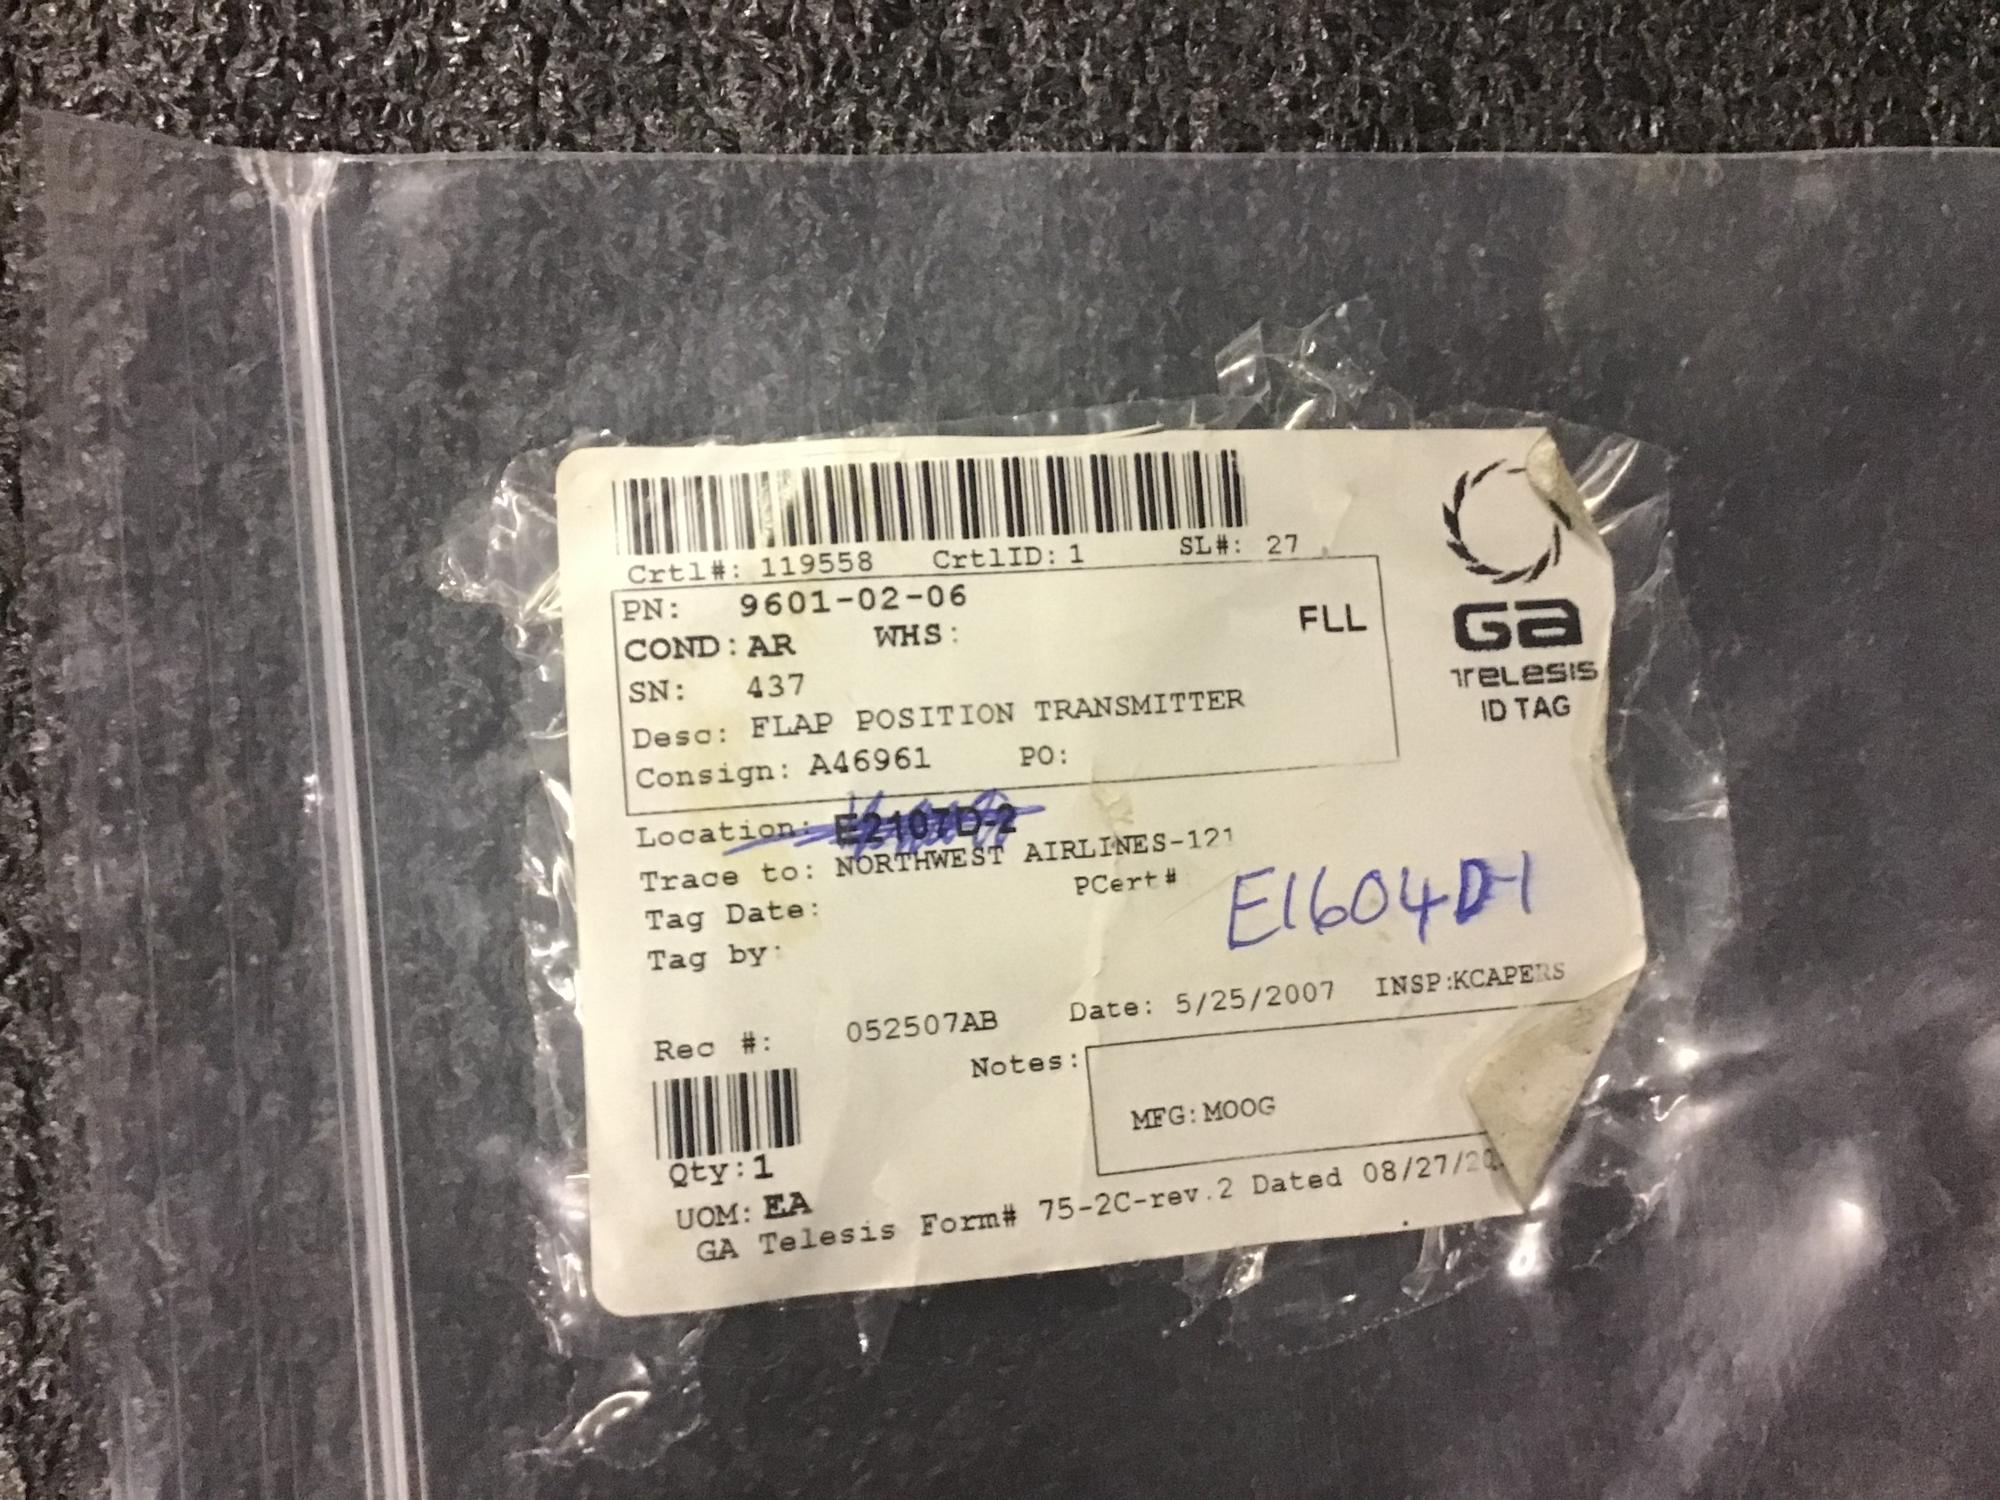 Crtl#: 119558 CrtlID: 1 SL#: 27
PN: 9601-02-06
FLL
COND: AR WHS:
SN: 437
Desc: FLAP POSITION TRANSMITTER
Consign: A46961 PO:
GA
TELESIS
ID TAG
Location: E2107D-2
Trace to: NORTHWEST AIRLINES-121
PCert#
E1604D-1
Tag Date:
Tag by:
Rec #: 052507AB Date: 5/25/2007 INSP:KCAPERS
Notes:
MFG:MOOG
Qty:1
UOM: EA
GA Telesis Form# 75-2C-rev.2 Dated